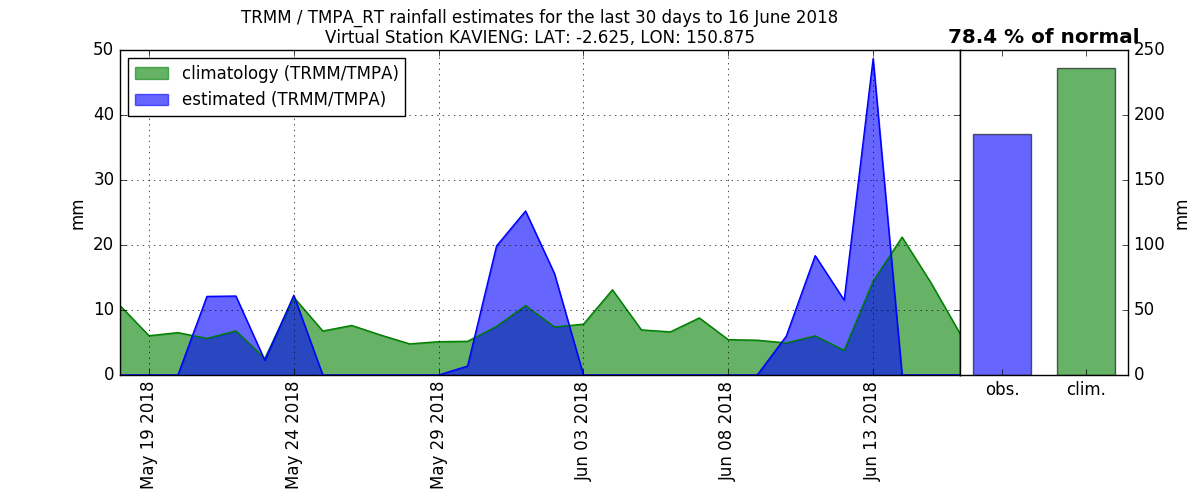 TRMM / TMPA_RT rainfall estimates for the last 30 days to 16 June 2018
Virtual Station KAVIENG: LAT: -2.625, LON: 150.875
78.4 % of normal
climatology (TRMM/TMPA)
estimated (TRMM/TMPA)
50
40
30
20
10
0
mm
May 19 2018
May 24 2018
May 29 2018
Jun 03 2018
Jun 08 2018
Jun 13 2018
250
200
150
100
50
0
mm
obs.
clim.